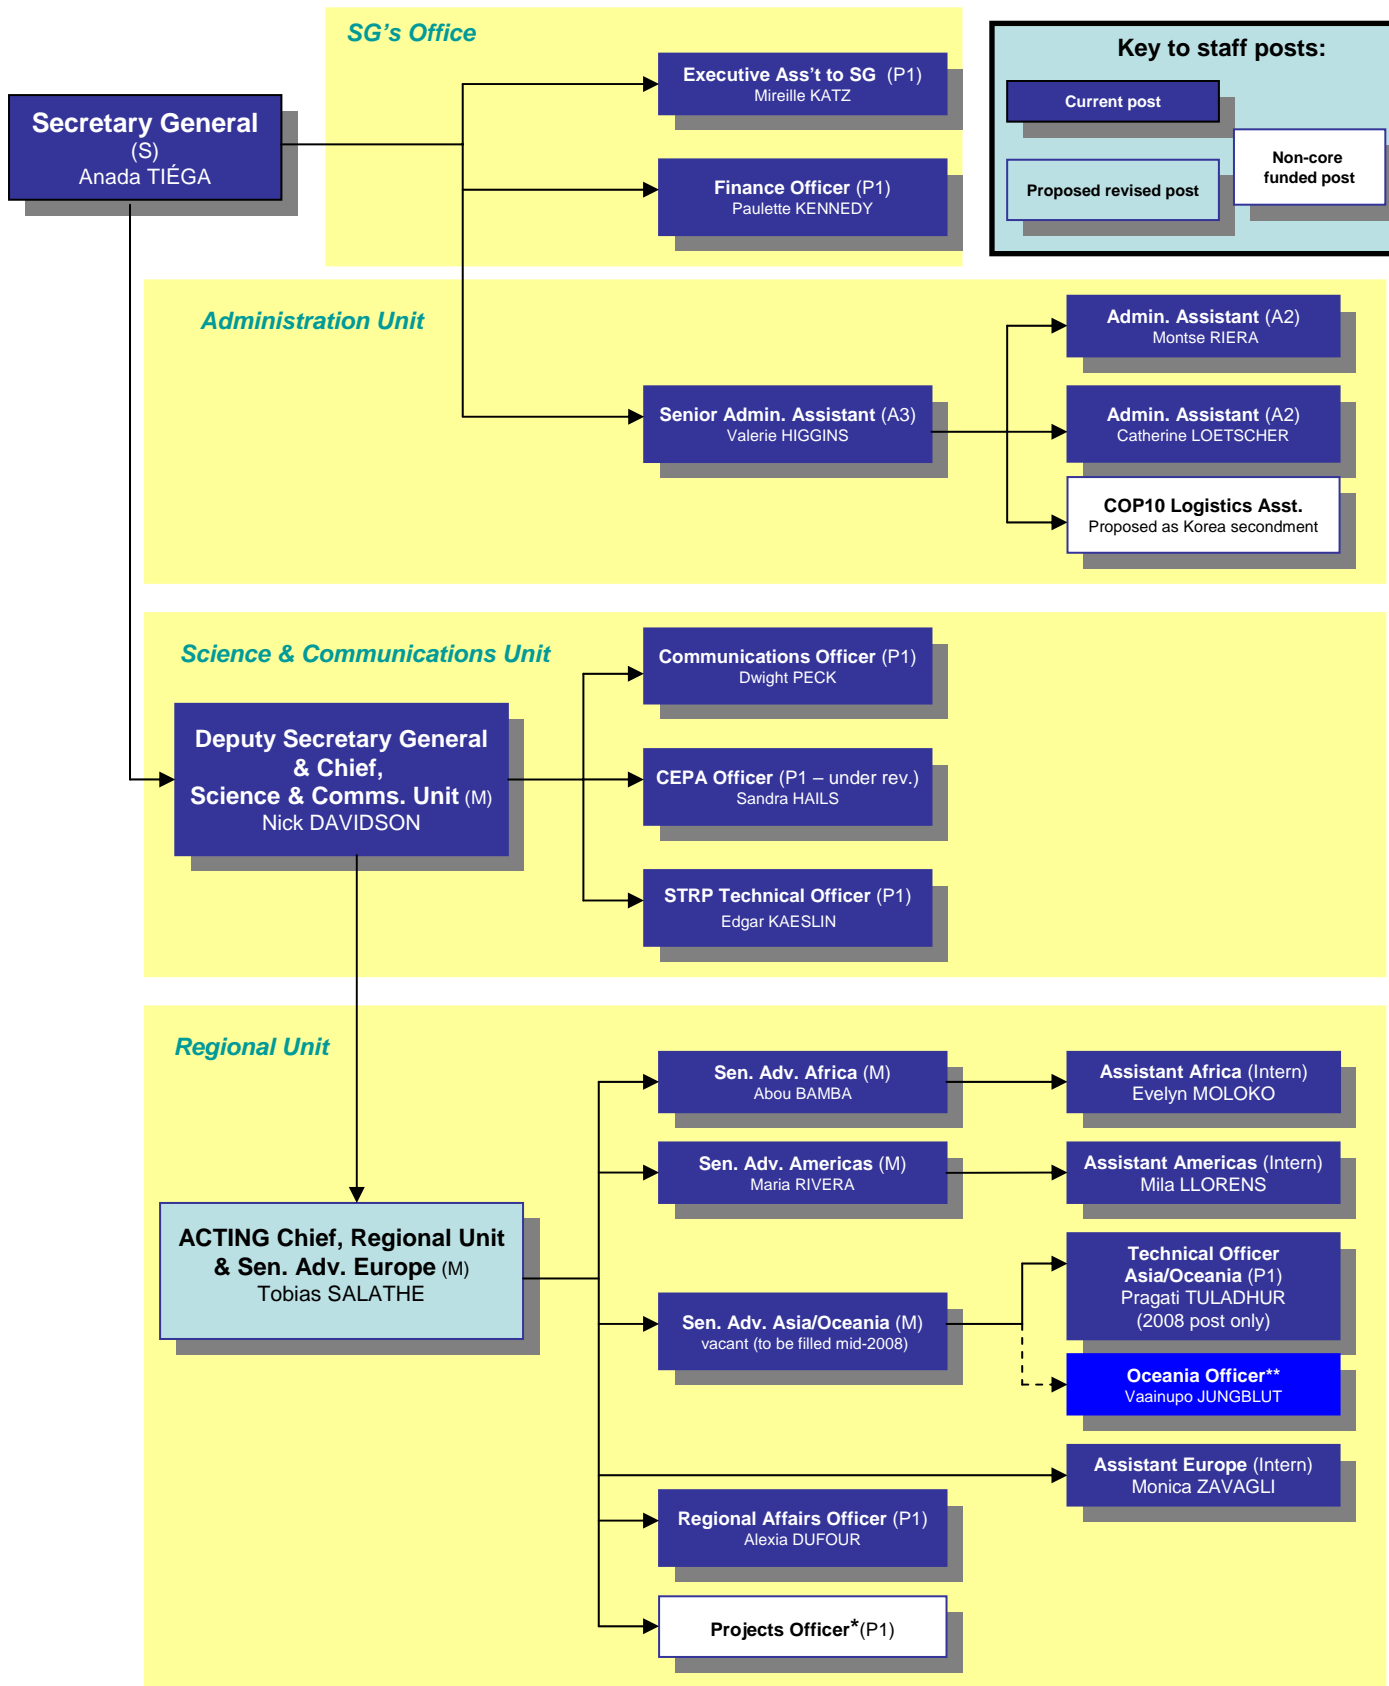 SG's Office
Key to staff posts:
Current post
Proposed revised post
Non-core
funded post
Secretary General
(S)
Anada TIÉGA
Executive Ass't to SG (P1)
Mireille KATZ
Finance Officer (P1)
Paulette KENNEDY
Administration Unit
Senior Admin. Assistant (A3)
Valerie HIGGINS
Admin. Assistant (A2)
Montse RIERA
Admin. Assistant (A2)
Catherine LOETSCHER
COP10 Logistics Asst.
Proposed as Korea secondment
Science & Communications Unit
Deputy Secretary General
& Chief,
Science & Comms. Unit (M)
Nick DAVIDSON
Communications Officer (P1)
Dwight PECK
CEPA Officer (P1 – under rev.)
Sandra HAILS
STRP Technical Officer (P1)
Edgar KAESLIN
Regional Unit
ACTING Chief, Regional Unit
& Sen. Adv. Europe (M)
Tobias SALATHE
Sen. Adv. Africa (M)
Abou BAMBA
Assistant Africa (Intern)
Evelyn MOLOKO
Sen. Adv. Americas (M)
Maria RIVERA
Assistant Americas (Intern)
Mila LLORENS
Sen. Adv. Asia/Oceania (M)
vacant (to be filled mid-2008)
Technical Officer
Asia/Oceania (P1)
Pragati TULADHUR
(2008 post only)
Oceania Officer**
Vaainupo JUNGBLUT
Assistant Europe (Intern)
Monica ZAVAGLI
Regional Affairs Officer (P1)
Alexia DUFOUR
Projects Officer*(P1)